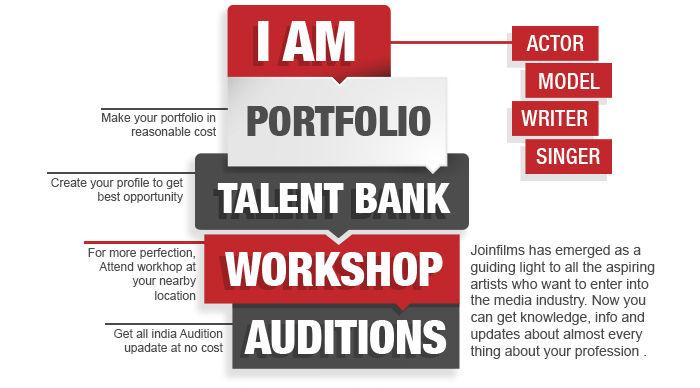 I AM
ACTOR
MODEL
WRITER
SINGER
PORTFOLIO
Make your portfolio in
reasonable cost
TALENT BANK
Create your profile to get
best opportunity
WORKSHOP
For more perfection,
Attend workhop at
your nearby
location
AUDITIONS
Get all india Audition
upadate at no cost
Joinfilms has emerged as a
guiding light to all the aspiring
artists who want to enter into
the media industry. Now you
can get knowledge, info and
updates about almost every
thing about your profession .